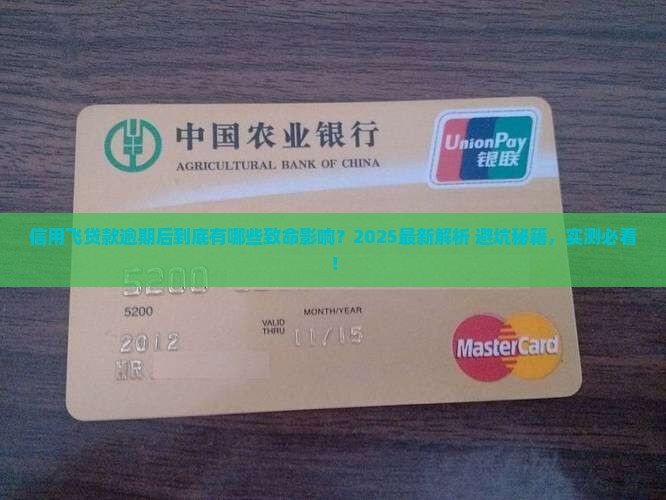 中国农业银行
AGRICULTURAL BANK OF CHINA
UnionPay
银联
信用飞贷款逾期后到底有哪些致命影响？2025最新解析 避坑秘籍，实测必看
！
5200
5200
MONTH/YEAR
VALID
THRU
11/15
2012
MR
MasterCard